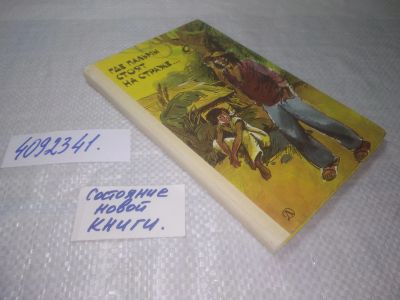 ГДЕ ПАЛЬМЫ
СТОЯТ
НА СТРАЖЕ...
4092341.
Состояние
новой
книги.